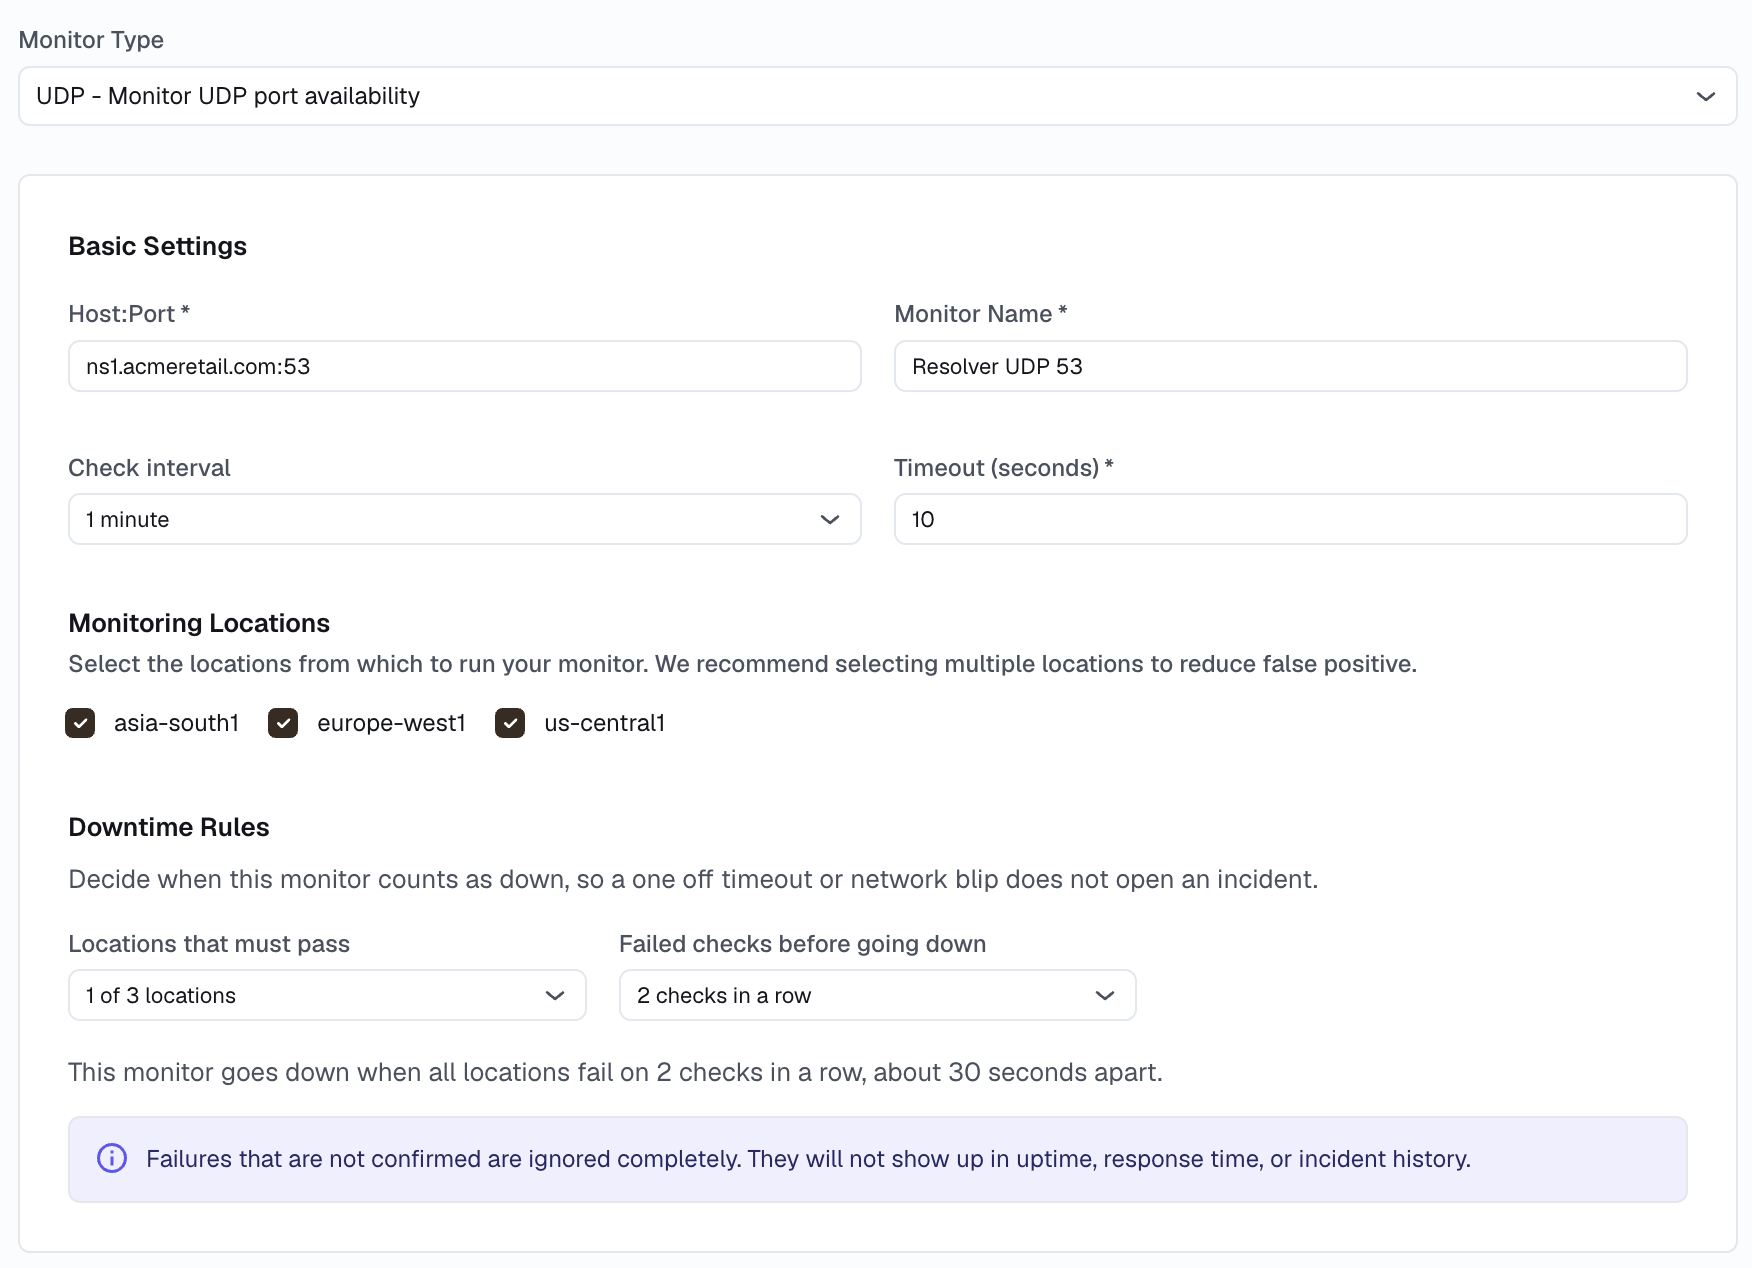 Monitor Type
UDP - Monitor UDP port availability
Basic Settings
Host:Port *
Monitor Name *
ns1.acmeretail.com:53
Resolver UDP 53
Check interval
Timeout (seconds) *
1 minute
10
Monitoring Locations
Select the locations from which to run your monitor. We recommend selecting multiple locations to reduce false positive.
asia-south1
europe-west1
us-central1
Downtime Rules
Decide when this monitor counts as down, so a one off timeout or network blip does not open an incident.
Locations that must pass
Failed checks before going down
1 of 3 locations
2 checks in a row
This monitor goes down when all locations fail on 2 checks in a row, about 30 seconds apart.
Failures that are not confirmed are ignored completely. They will not show up in uptime, response time, or incident history.